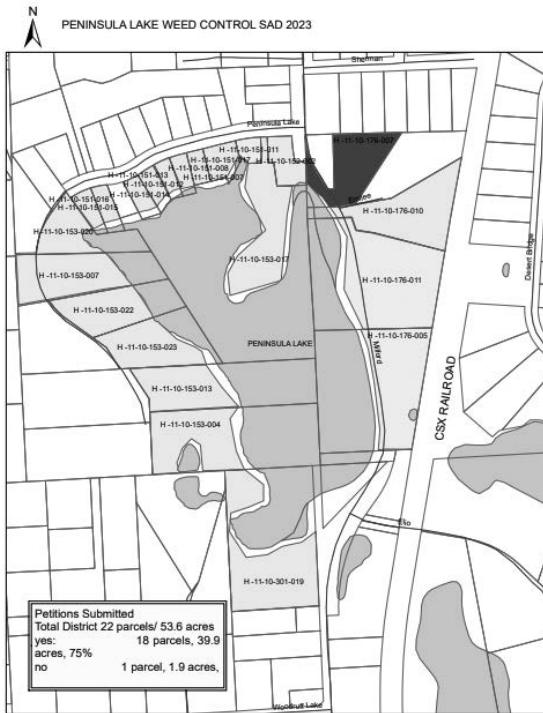 N
PENINSULA LAKE WEED CONTROL SAD 2023
Sherman
Peninsula Lake
H -11-10-176-007
H -11-10-151-011
H -11-10-151-017
H -11-10-152-002
H -11-10-151-013
H -11-10-151-008
H -11-10-151-012
H -11-10-151-016
H -11-10-151-014
H -11-10-151-015
H -11-10-176-010
H -11-10-153-020
H -11-10-153-017
H -11-10-153-007
H -11-10-176-011
Desert Bridge
H -11-10-153-022
H -11-10-176-005
H -11-10-153-023
PENINSULA LAKE
Milford
CSX RAILROAD
H -11-10-153-013
H -11-10-153-004
H -11-10-301-019
Petitions Submitted
Total District 22 parcels/ 53.6 acres
yes: 18 parcels, 39.9
acres, 75%
no 1 parcel, 1.9 acres,
Woodruff Lake